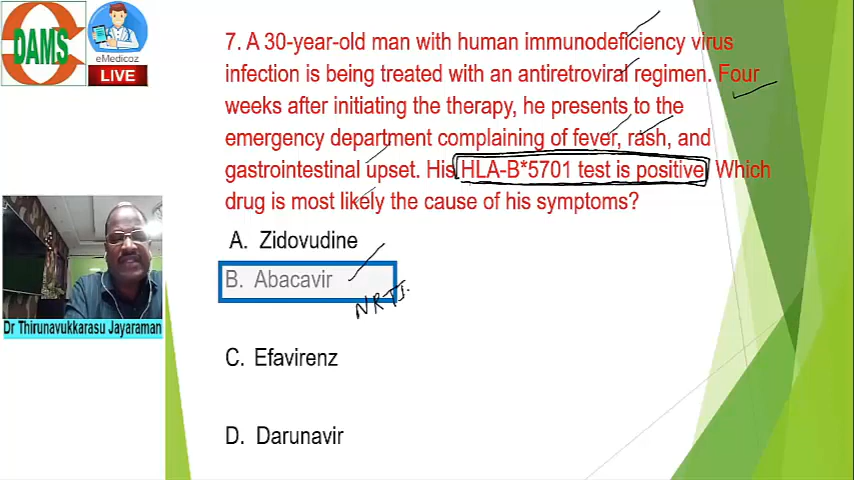 DAMS
eMedicoz
LIVE
7. A 30-year-old man with human immunodeficiency virus
infection is being treated with an antiretroviral regimen. Four
weeks after initiating the therapy, he presents to the
emergency department complaining of fever, rash, and
gastrointestinal upset. His HLA-B*5701 test is positive. Which
drug is most likely the cause of his symptoms?
A. Zidovudine
B. Abacavir
NRTI.
C. Efavirenz
D. Darunavir
Dr Thirunavukkarasu Jayaraman